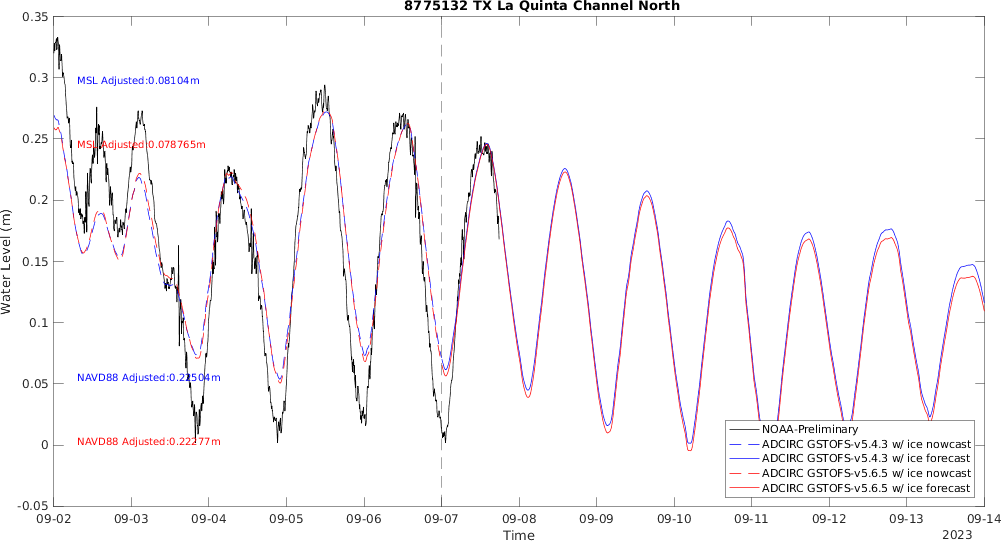 8775132 TX La Quinta Channel North
0.35
0.3
0.25
0.2
0.15
0.1
0.05
0
-0.05
Water Level (m)
MSL Adjusted:0.08104m
MSL Adjusted:0.078765m
NAVD88 Adjusted:0.22504m
NAVD88 Adjusted:0.22277m
NOAA-Preliminary
ADCIRC GSTOFS-v5.4.3 w/ ice nowcast
ADCIRC GSTOFS-v5.4.3 w/ ice forecast
ADCIRC GSTOFS-v5.6.5 w/ ice nowcast
ADCIRC GSTOFS-v5.6.5 w/ ice forecast
09-02 09-03 09-04 09-05 09-06 09-07 09-08 09-09 09-10 09-11 09-12 09-13 09-14
Time
2023